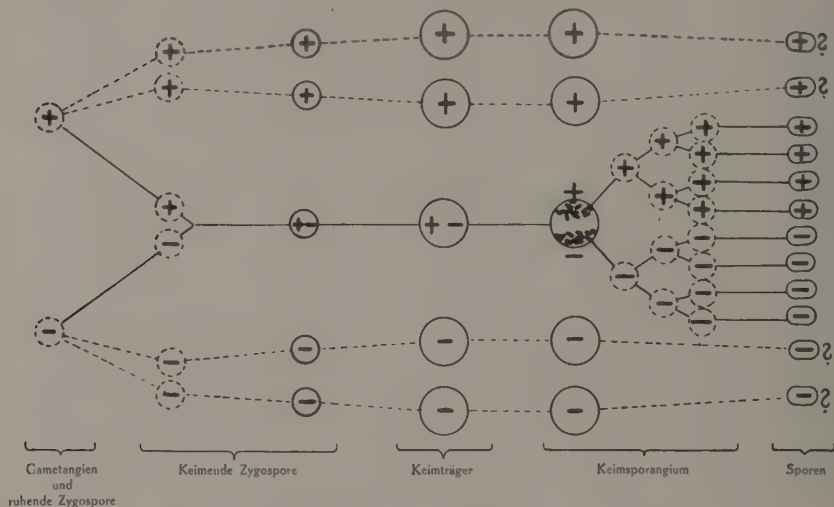 Gametangien
und
ruhende Zygospore
Keimende Zygospore
Keimträger
Keimsporangium
Sporen